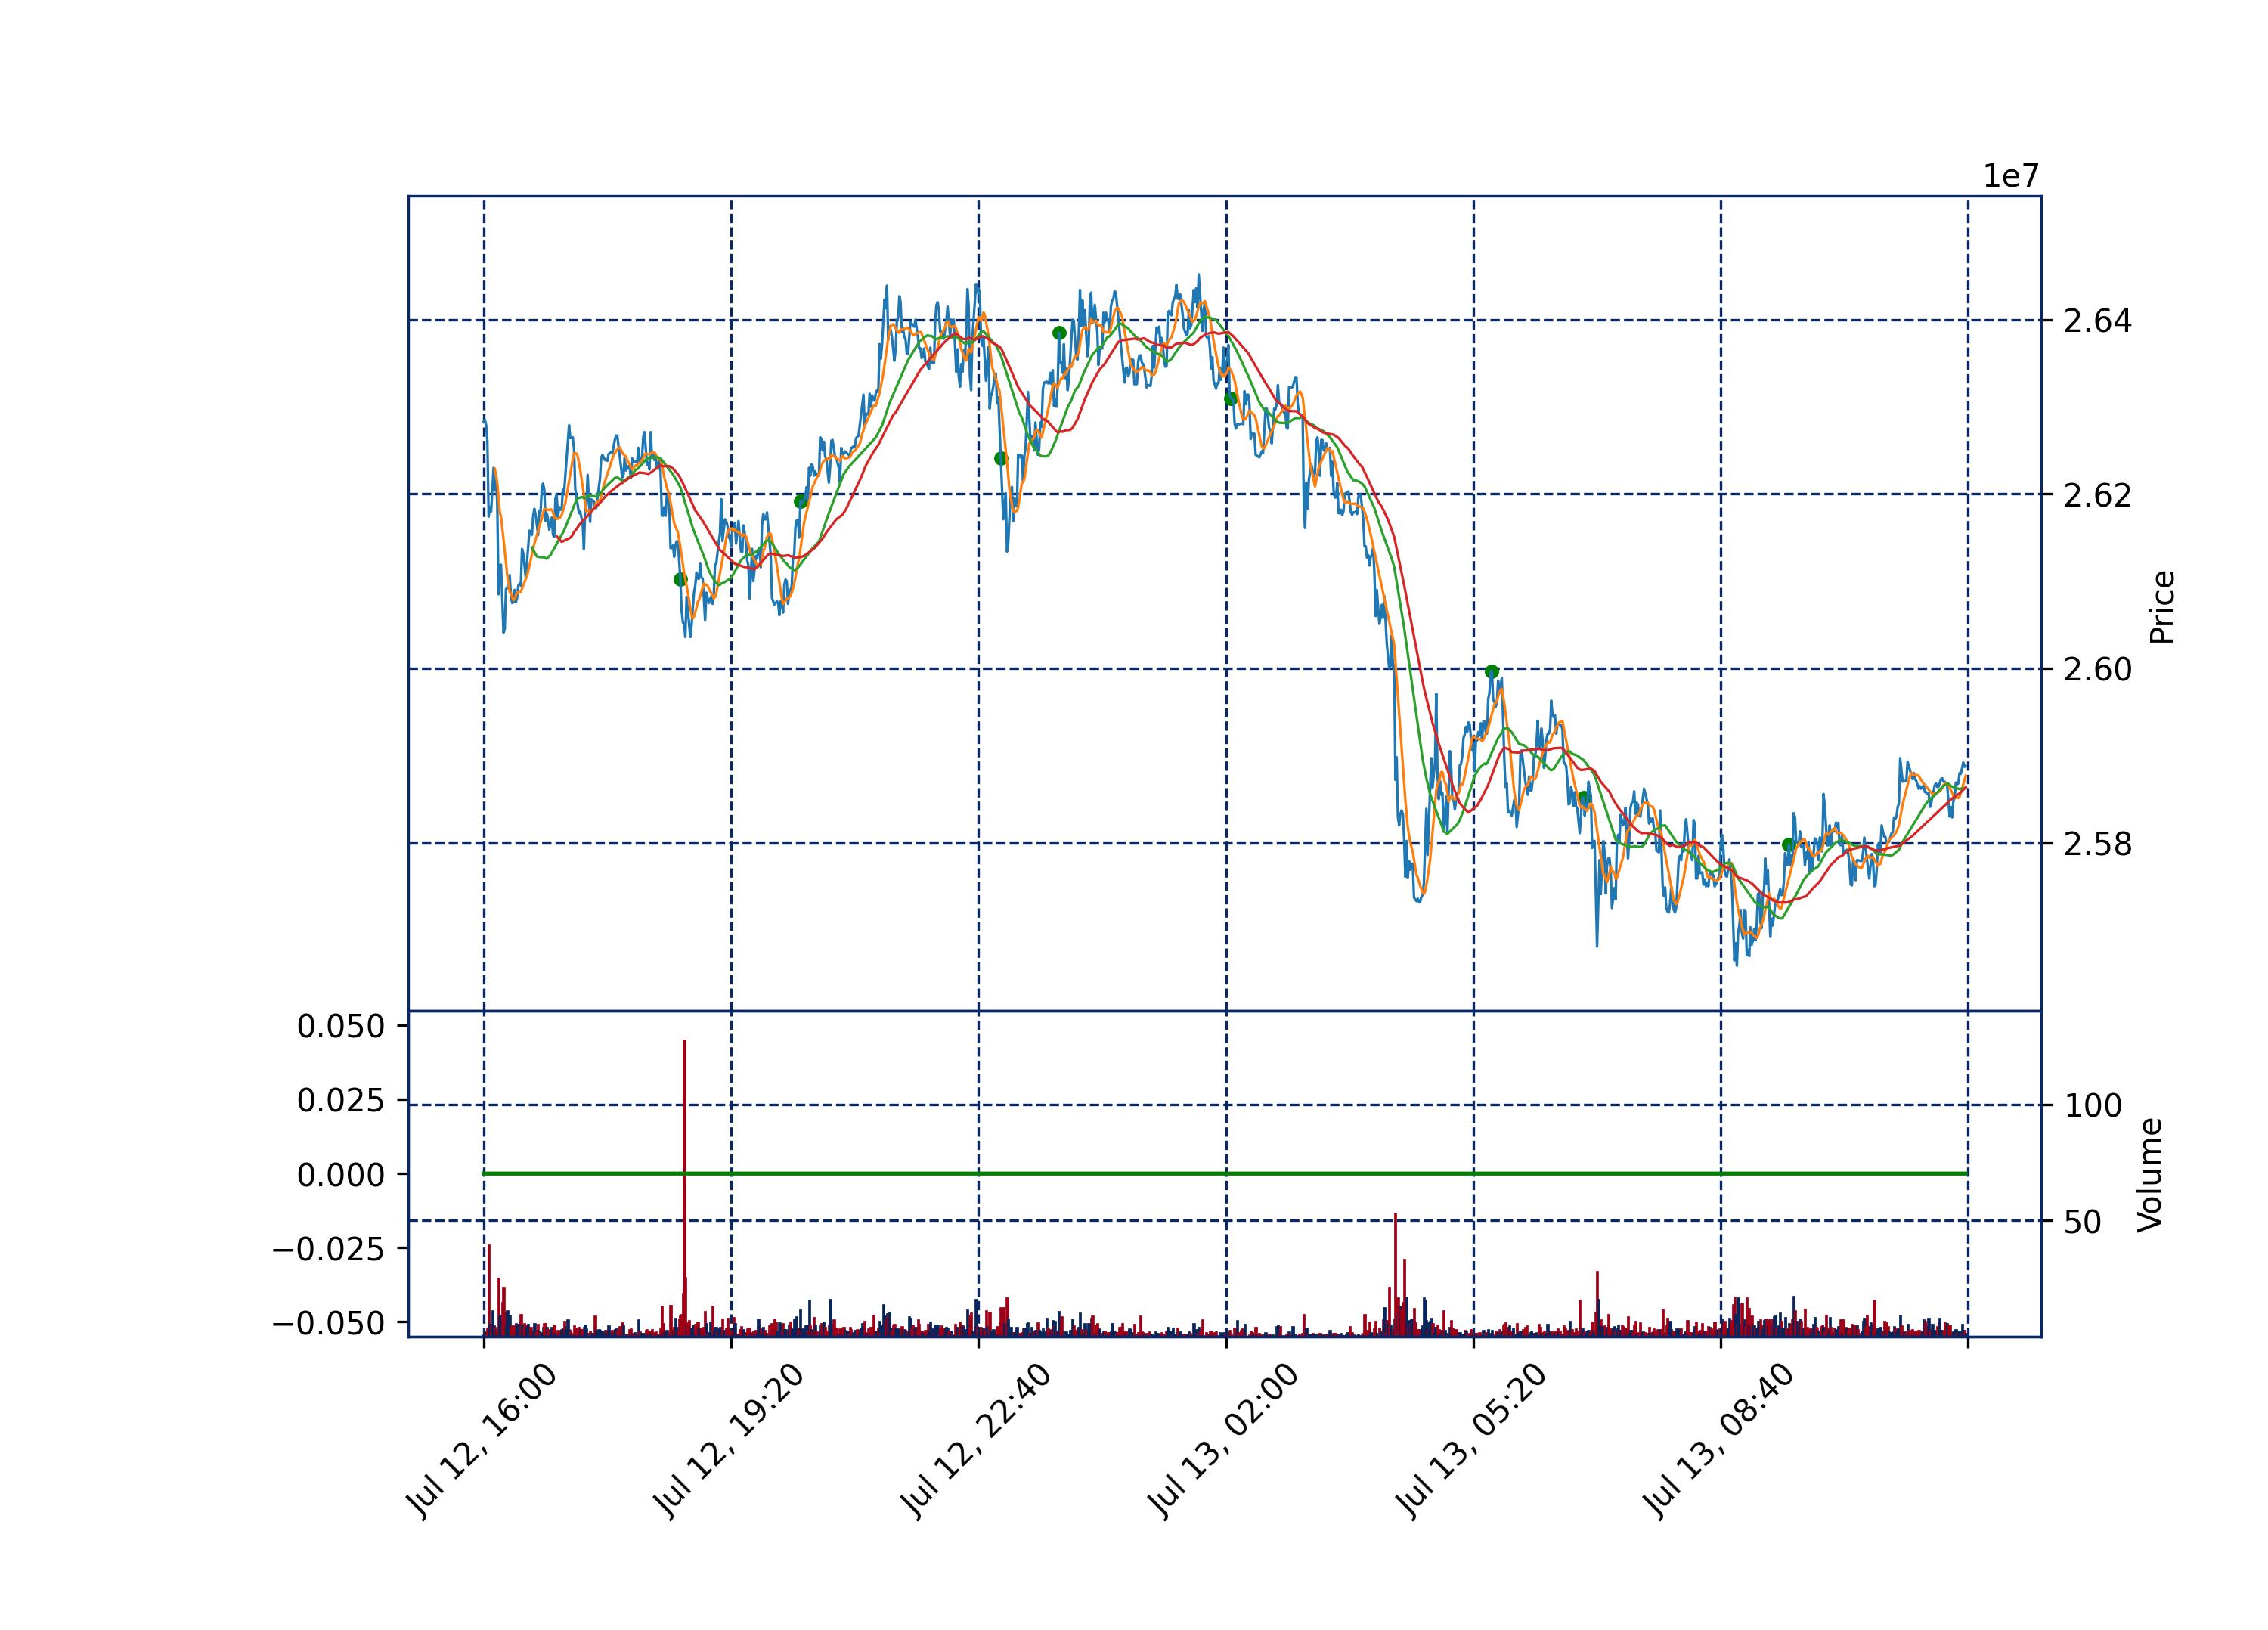 1e7
2.64
2.62
2.60
2.58
Price
0.050
0.025
0.000
−0.025
−0.050
100
50
Volume
Jul 12, 16:00
Jul 12, 19:20
Jul 12, 22:40
Jul 13, 02:00
Jul 13, 05:20
Jul 13, 08:40